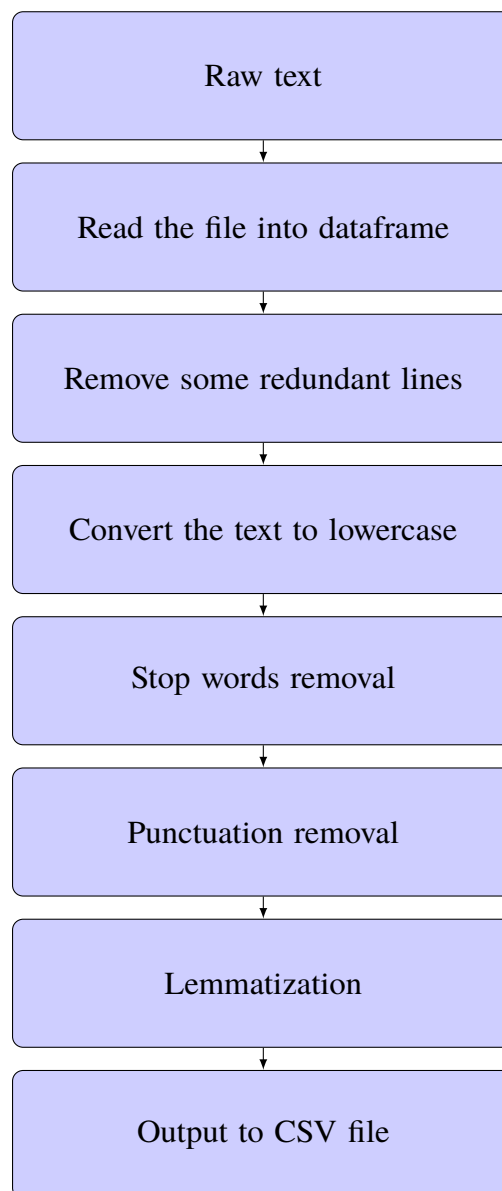 Raw text
Read the file into dataframe
Remove some redundant lines
Convert the text to lowercase
Stop words removal
Punctuation removal
Lemmatization
Output to CSV file